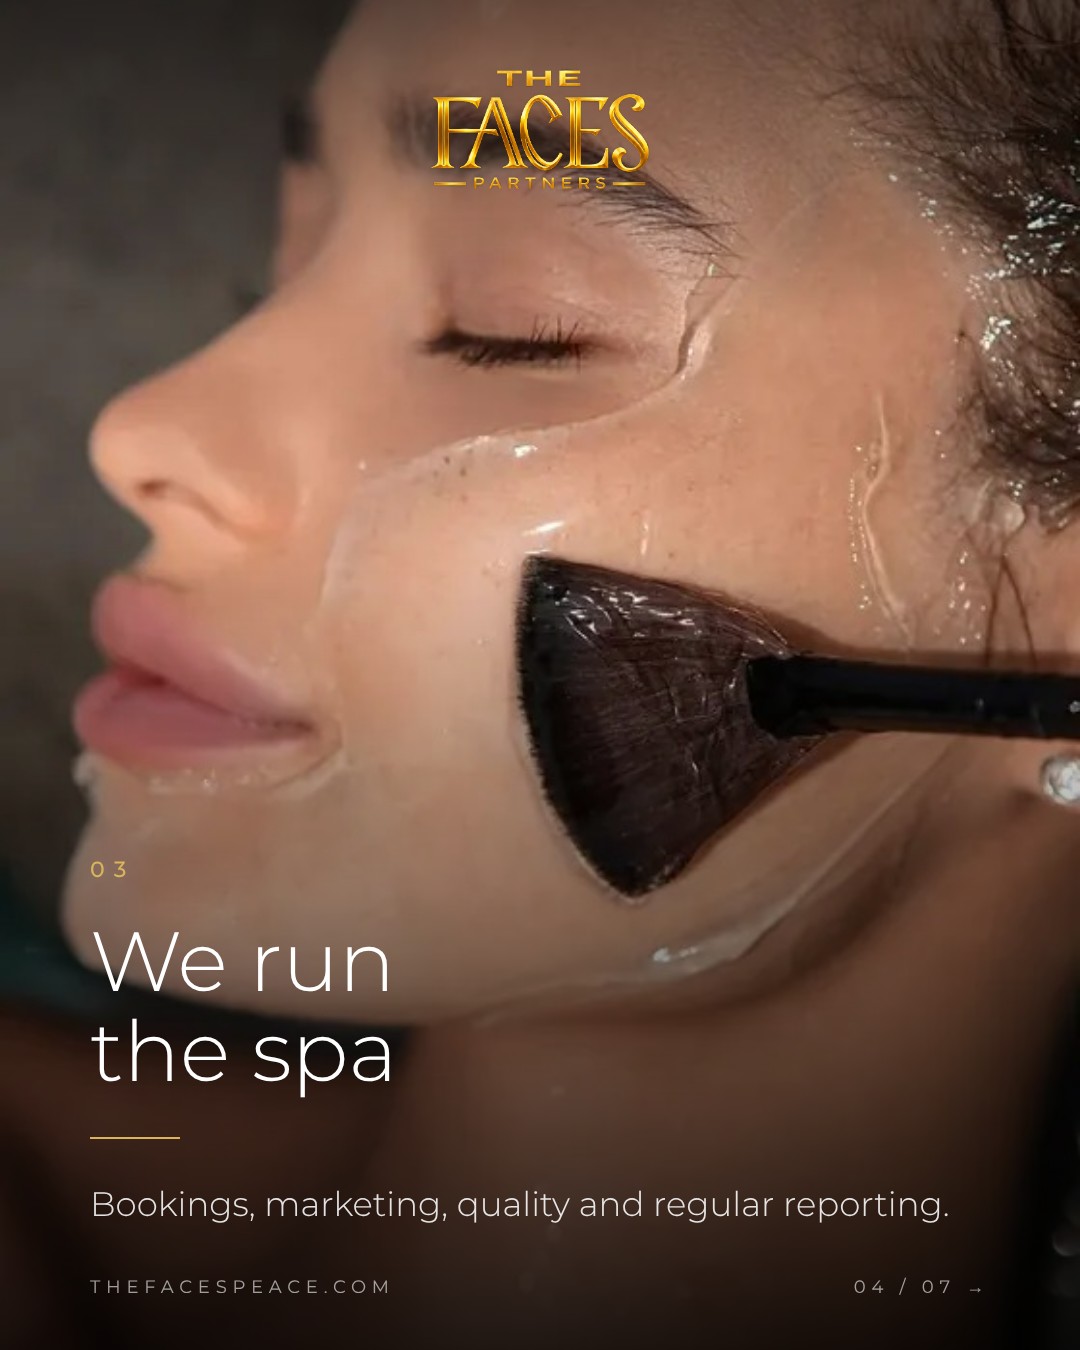 THE
FACES
PARTNERS
03
We run
the spa
Bookings, marketing, quality and regular reporting.
THEFACESPEACE.COM
04 / 07 →